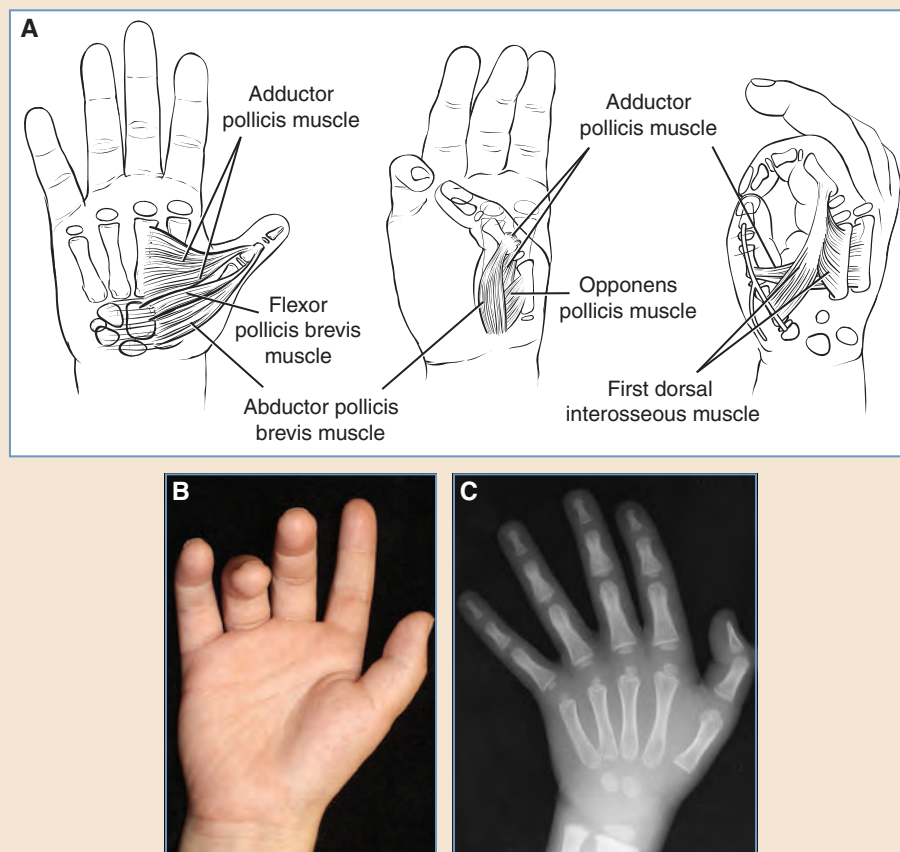 A
Adductor
pollicis muscle
Adductor
pollicis muscle
Flexor
pollicis brevis
muscle
Opponens
pollicis muscle
Abductor pollicis
brevis muscle
First dorsal
interosseous muscle
B
C